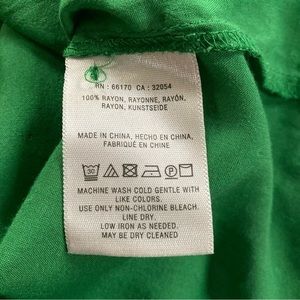 RN : 66170 CA : 32054
100% RAYON, RAYONNE, RAYÓN,
RAYON, KUNSTSEIDE
MADE IN CHINA, HECHO EN CHINA,
FABRIQUÉ EN CHINE
30
MACHINE WASH COLD GENTLE WITH
LIKE COLORS.
USE ONLY NON-CHLORINE BLEACH.
LINE DRY.
LOW IRON AS NEEDED.
MAY BE DRY CLEANED